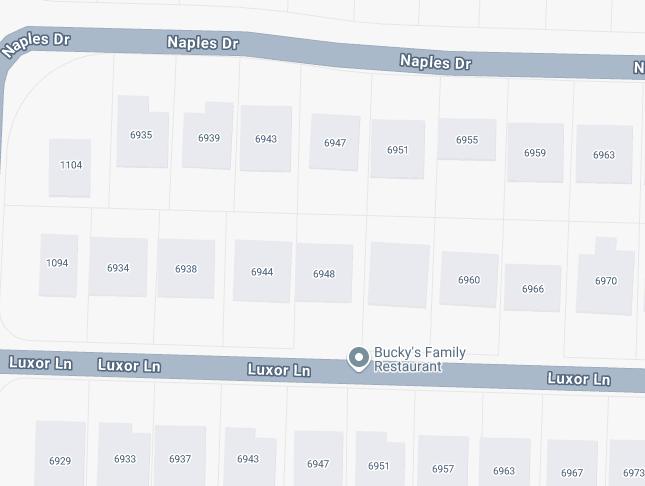 Naples Dr
Naples Dr
Naples Dr
N
6935
6939
6943
6947
6951
6955
6959
6963
1104
1094
6934
6938
6944
6948
6960
6966
6970
Luxor Ln
Luxor Ln
Luxor Ln
Bucky's Family
Restaurant
Luxor Ln
6929
6933
6937
6943
6947
6951
6957
6963
6967
6973